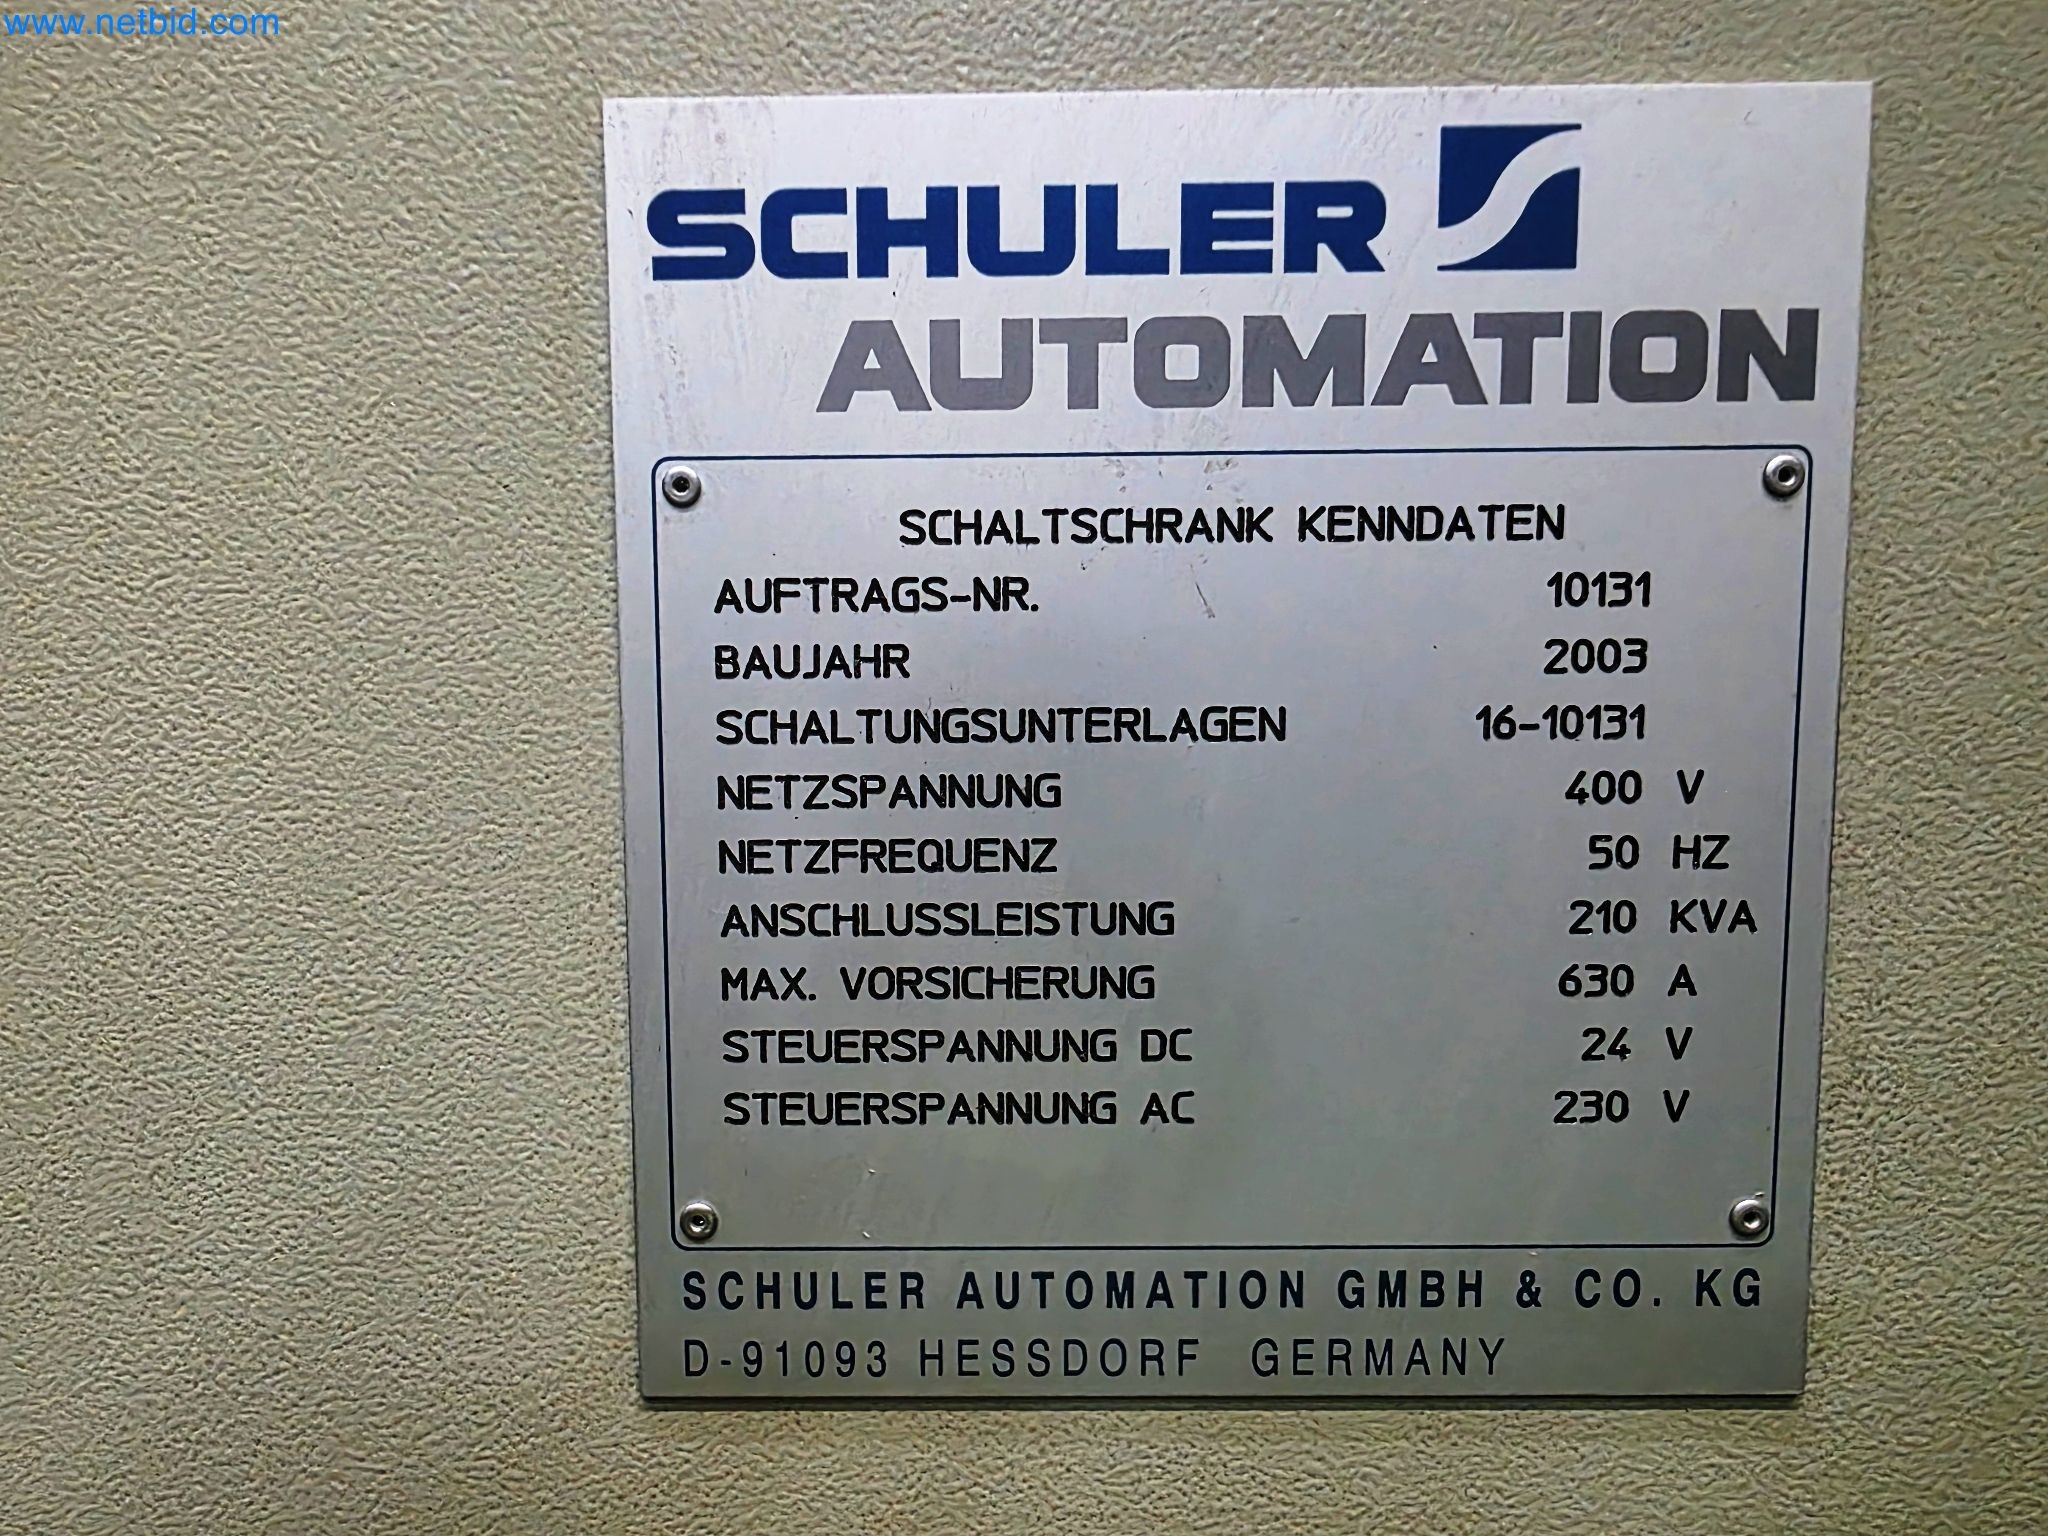 www.netbid.com
SCHULER
AUTOMATION
SCHALTSCHRANK KENNDATEN
AUFTRAGS-NR. 10131
BAUJAHR 2003
SCHALTUNGSUNTERLAGEN 16-10131
NETZSPANNUNG 400 V
NETZFREQUENZ 50 HZ
ANSCHLUSSLEISTUNG 210 KVA
MAX. VORSICHERUNG 630 A
STEUERSPANNUNG DC 24 V
STEUERSPANNUNG AC 230 V
SCHULER AUTOMATION GMBH & CO. KG
D-91093 HESSDORF GERMANY